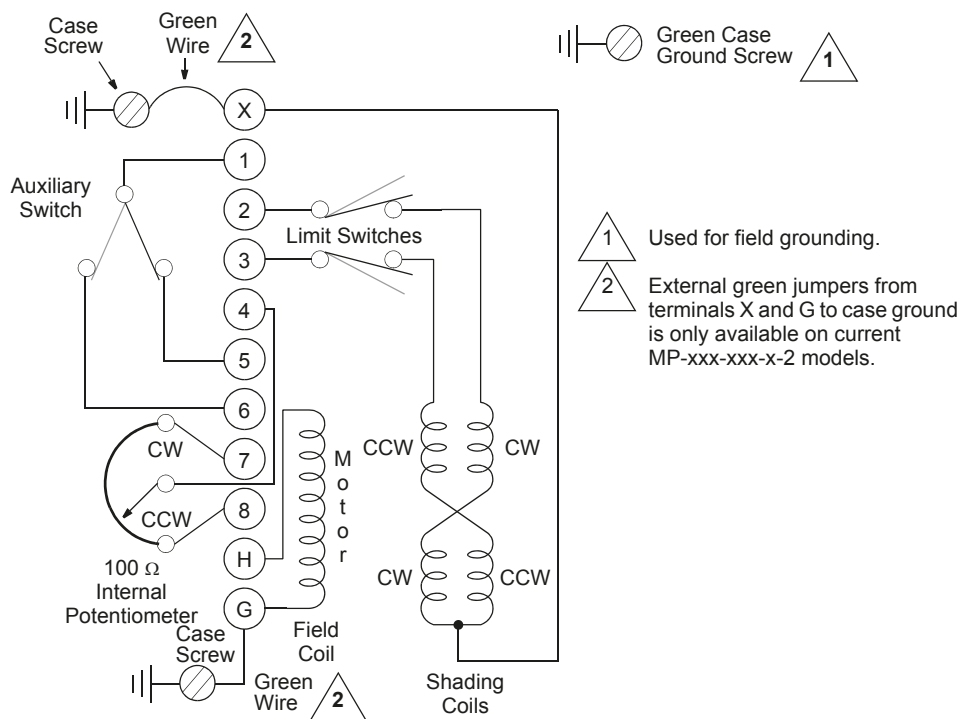 Case
Screw
Green
Wire
2
Green Case
Ground Screw
1
X
1
Auxiliary
Switch
2
Limit Switches
3
1
Used for field grounding.
2
External green jumpers from
terminals X and G to case ground
is only available on current
MP-xxx-xxx-x-2 models.
4
5
6
CW
7
CCW
8
H
G
100 Ω
Internal
Potentiometer
Motor
Field
Coil
CCW
CW
CW
CCW
Case
Screw
Green
Wire
2
Shading
Coils